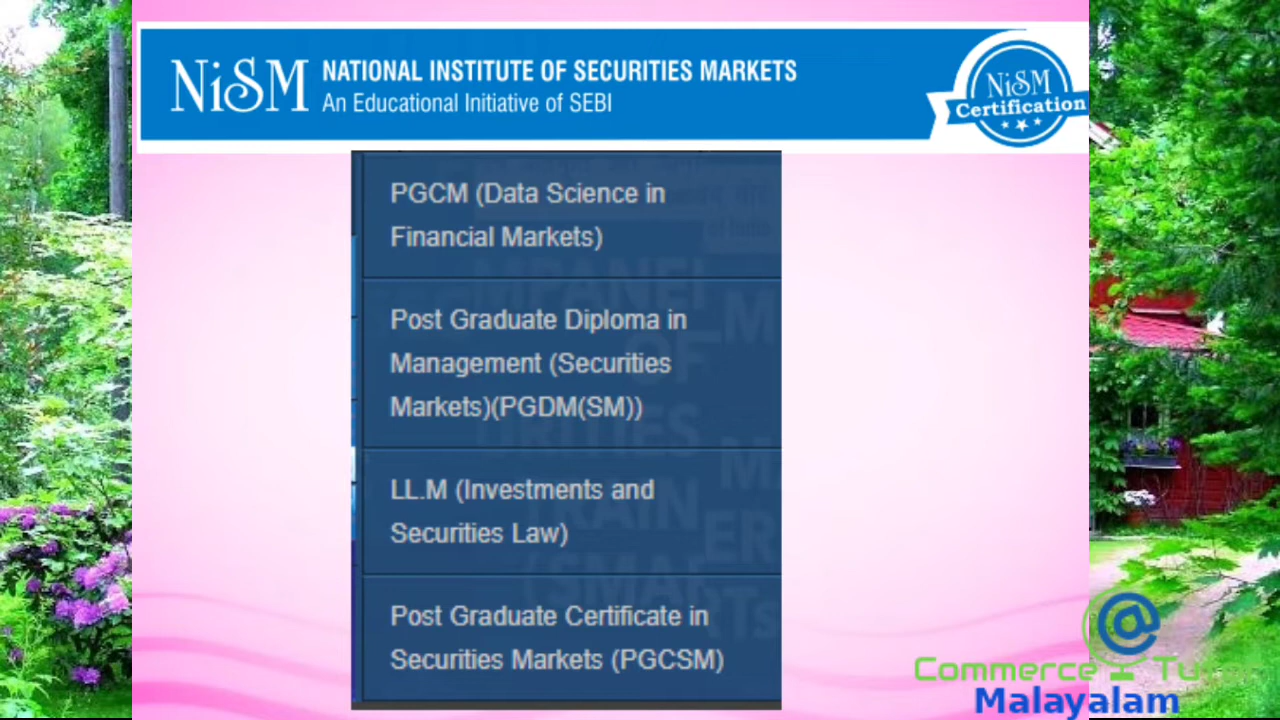 NiSM NATIONAL INSTITUTE OF SECURITIES MARKETS
An Educational Initiative of SEBI
NiSM
Certification
PGCM (Data Science in
Financial Markets)
Post Graduate Diploma in
Management (Securities
Markets)(PGDM(SM))
LL.M (Investments and
Securities Law)
Post Graduate Certificate in
Securities Markets (PGCSM)
@
Commerce
Malayalam